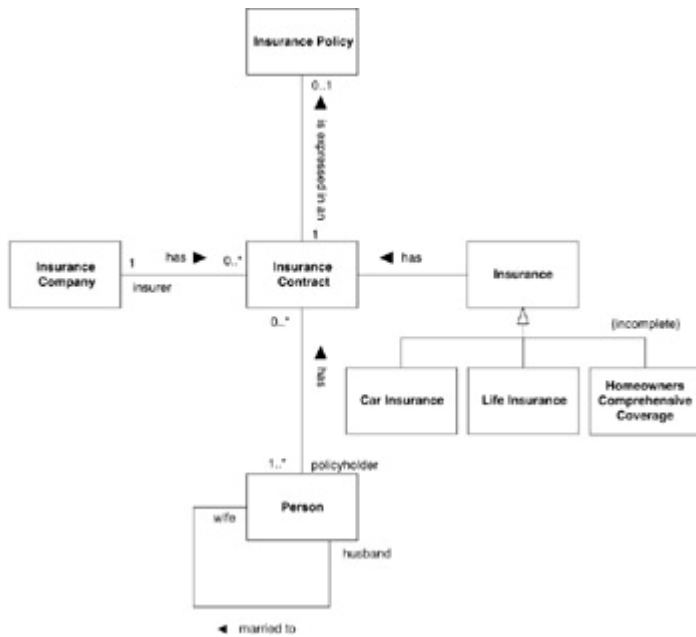 Insurance Policy
0..1
is expressed in an
1
Insurance
Company
1
insurer
has
0..*
Insurance
Contract
has
Insurance
{incomplete}
0..*
has
Car Insurance
Life Insurance
Homeowners
Comprehensive
Coverage
1..*
policyholder
Person
wife
husband
married to